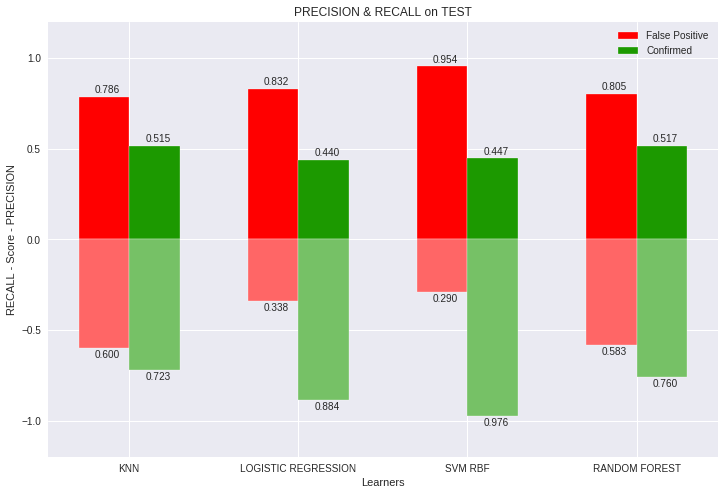 PRECISION & RECALL on TEST
False Positive
Confirmed
RECALL - Score - PRECISION
1.0
0.5
0.0
−0.5
−1.0
0.786
0.515
0.832
0.440
0.954
0.447
0.805
0.517
0.600
0.723
0.338
0.884
0.290
0.976
0.583
0.760
KNN
LOGISTIC REGRESSION
SVM RBF
RANDOM FOREST
Learners